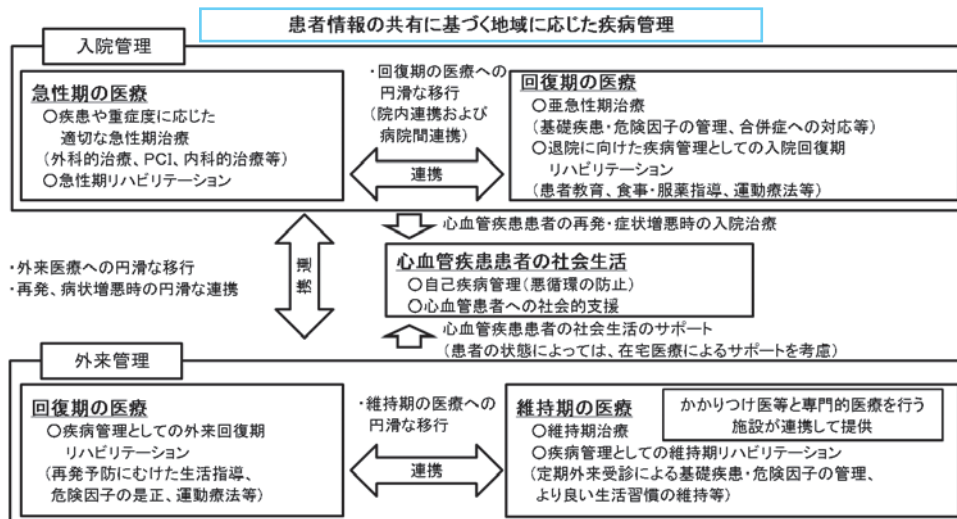 患者情報の共有に基づく地域に応じた疾病管理
入院管理
急性期の医療
○疾患や重症度に応じた
適切な急性期治療
(外科的治療、PCI、内科的治療等)
○急性期リハビリテーション
・回復期の医療への
円滑な移行
(院内連携および
病院間連携)
連携
回復期の医療
○亜急性期治療
(基礎疾患・危険因子の管理、合併症への対応等)
○退院に向けた疾病管理としての入院回復期
リハビリテーション
(患者教育、食事・服薬指導、運動療法等)
心血管疾患患者の再発・症状増悪時の入院治療
・外来医療への円滑な移行
・再発、病状増悪時の円滑な連携
連携
心血管疾患患者の社会生活
○自己疾病管理(悪循環の防止)
○心血管患者への社会的支援
心血管疾患患者の社会生活のサポート
(患者の状態によっては、在宅医療によるサポートを考慮)
外来管理
回復期の医療
○疾病管理としての外来回復期
リハビリテーション
(再発予防にむけた生活指導、
危険因子の是正、運動療法等)
・維持期の医療への
円滑な移行
連携
維持期の医療
かかりつけ医等と専門的医療を行う
施設が連携して提供
○維持期治療
○疾病管理としての維持期リハビリテーション
(定期外来受診による基礎疾患・危険因子の管理、
より良い生活習慣の維持等)